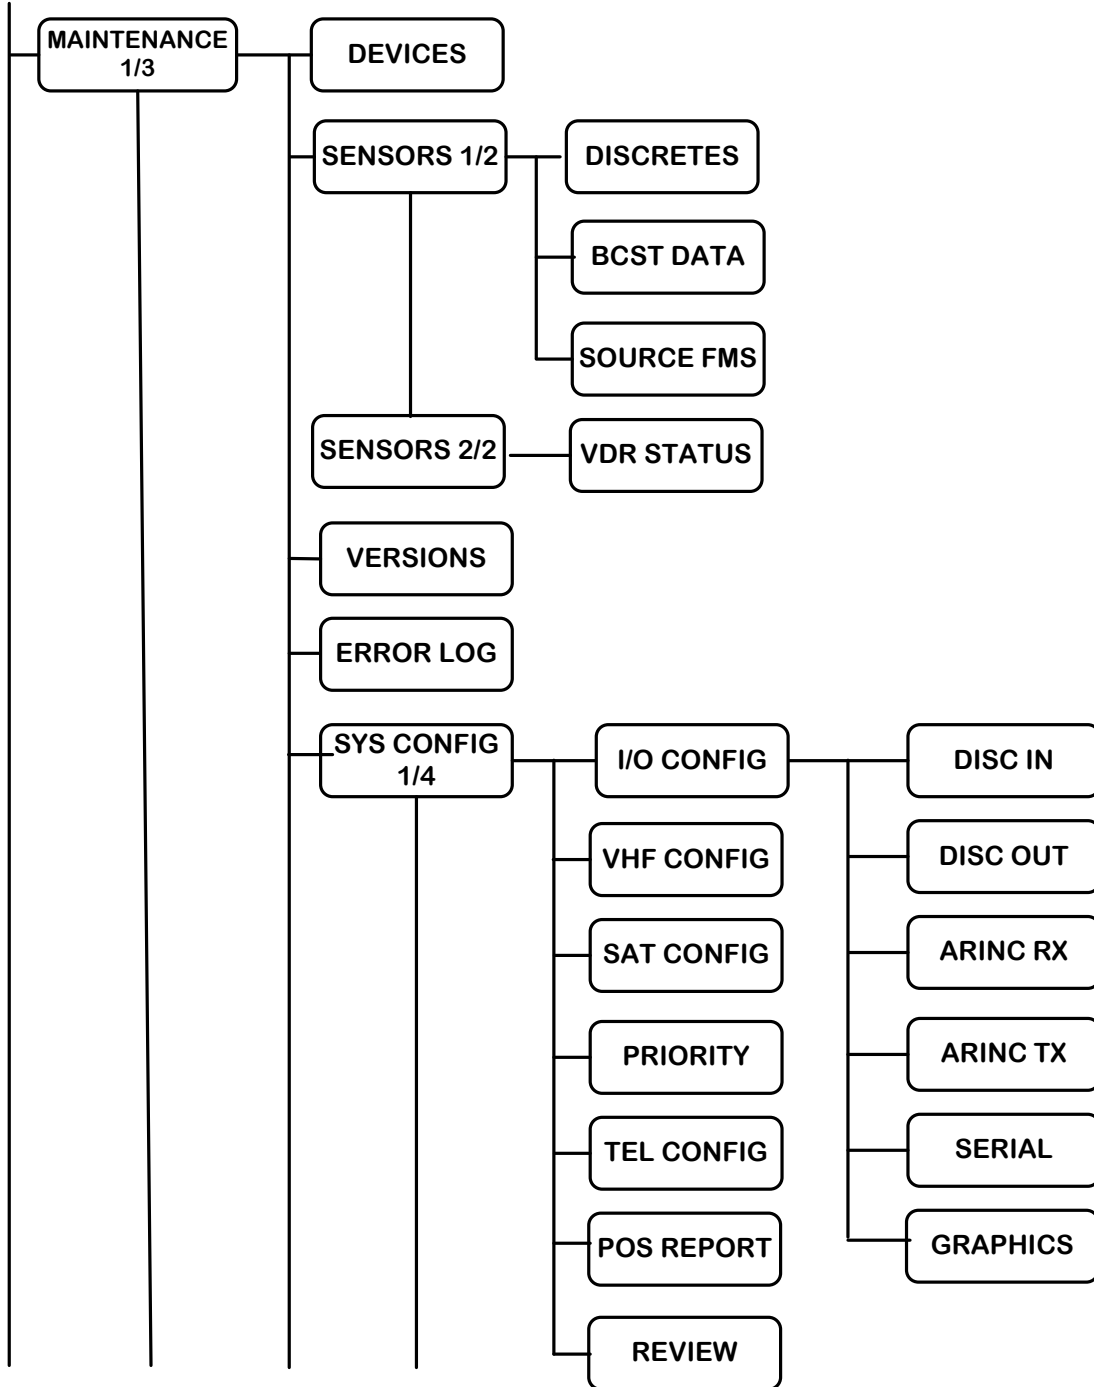 MAINTENANCE
1/3
DEVICES
SENSORS 1/2
DISCRETES
BCST DATA
SOURCE FMS
SENSORS 2/2
VDR STATUS
VERSIONS
ERROR LOG
SYS CONFIG
1/4
I/O CONFIG
DISC IN
VHF CONFIG
DISC OUT
SAT CONFIG
ARINC RX
PRIORITY
ARINC TX
TEL CONFIG
SERIAL
POS REPORT
GRAPHICS
REVIEW